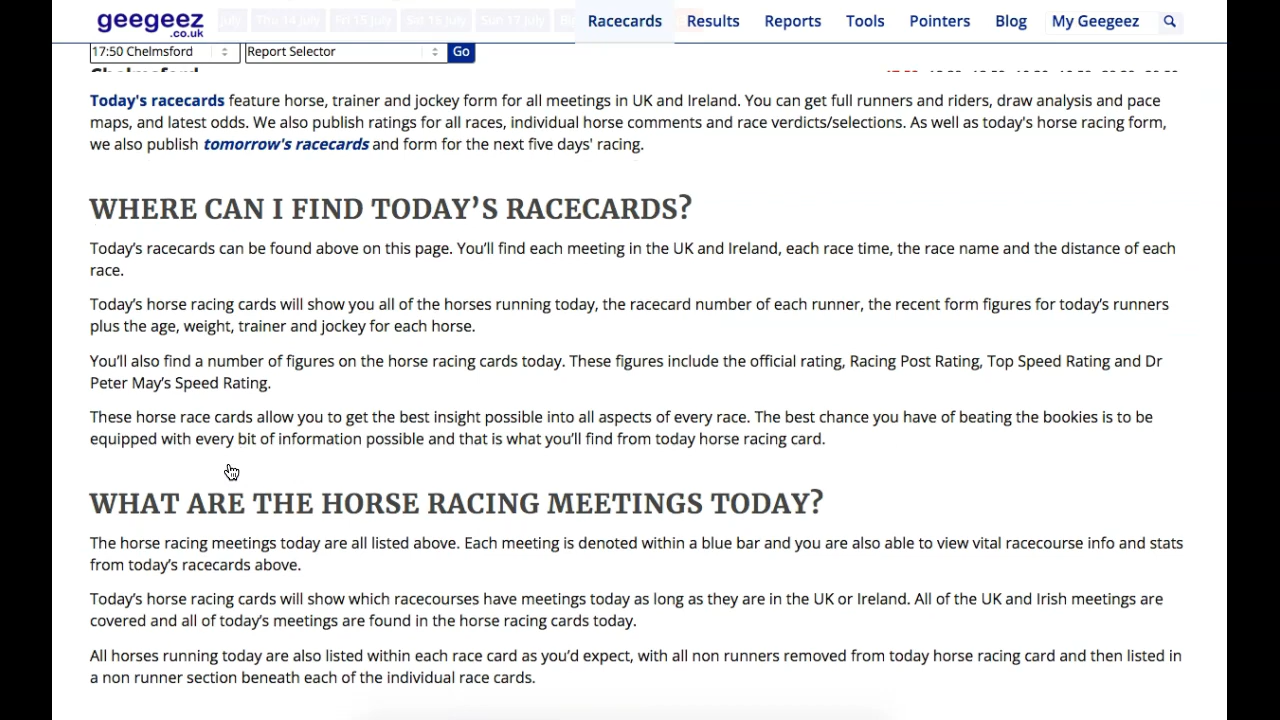 geegeez
.co.uk
July Thu 14 July Fri 15 July Sat 16 July Sun 17 July
Racecards Results Reports Tools Pointers Blog My Geegeez
17:50 Chelmsford Report Selector Go
Chelmsford
Today's racecards feature horse, trainer and jockey form for all meetings in UK and Ireland. You can get full runners and riders, draw analysis and pace
maps, and latest odds. We also publish ratings for all races, individual horse comments and race verdicts/selections. As well as today's horse racing form,
we also publish tomorrow's racecards and form for the next five days' racing.
WHERE CAN I FIND TODAY’S RACECARDS?
Today’s racecards can be found above on this page. You’ll find each meeting in the UK and Ireland, each race time, the race name and the distance of each
race.
Today’s horse racing cards will show you all of the horses running today, the racecard number of each runner, the recent form figures for today’s runners
plus the age, weight, trainer and jockey for each horse.
You’ll also find a number of figures on the horse racing cards today. These figures include the official rating, Racing Post Rating, Top Speed Rating and Dr
Peter May’s Speed Rating.
These horse race cards allow you to get the best insight possible into all aspects of every race. The best chance you have of beating the bookies is to be
equipped with every bit of information possible and that is what you’ll find from today horse racing card.
WHAT ARE THE HORSE RACING MEETINGS TODAY?
The horse racing meetings today are all listed above. Each meeting is denoted within a blue bar and you are also able to view vital racecourse info and stats
from today’s racecards above.
Today’s horse racing cards will show which racecourses have meetings today as long as they are in the UK or Ireland. All of the UK and Irish meetings are
covered and all of today’s meetings are found in the horse racing cards today.
All horses running today are also listed within each race card as you’d expect, with all non runners removed from today horse racing card and then listed in
a non runner section beneath each of the individual race cards.